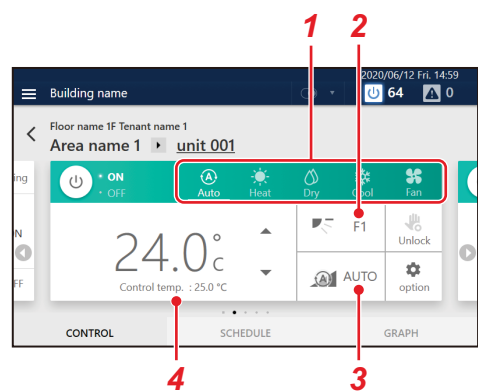 1
2
2020/06/12 Fri. 14:59
Building name
64
0
Floor name 1F Tenant name 1
Area name 1
unit 001
ing
ON
OFF
A
Auto
Heat
Dry
Cool
Fan
N
FF
24.0°c
Control temp. : 25.0 °C
F1
Unlock
A
AUTO
option
CONTROL
SCHEDULE
GRAPH
4
3